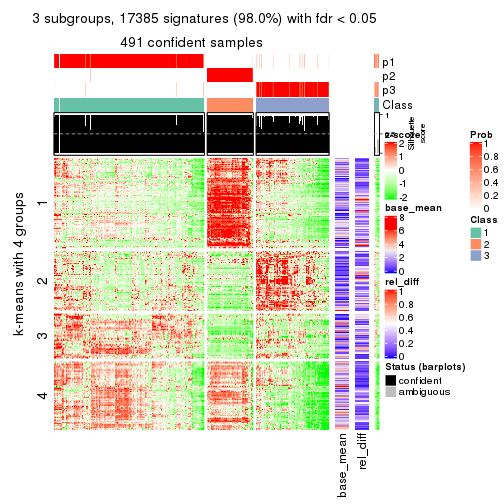 3 subgroups, 17385 signatures (98.0%) with fdr < 0.05
491 confident samples
p1
p2
p3
Class
1
Silhouette
score
k-means with 4 groups
1
2
3
4
z-score
2
1
0
-1
-2
base_mean
8
6
4
2
0
rel_diff
1
0.8
0.6
0.4
0.2
0
Status (barplots)
confident
ambiguous
Prob
1
0.8
0.6
0.4
0.2
0
Class
1
2
3
base_mean
rel_diff